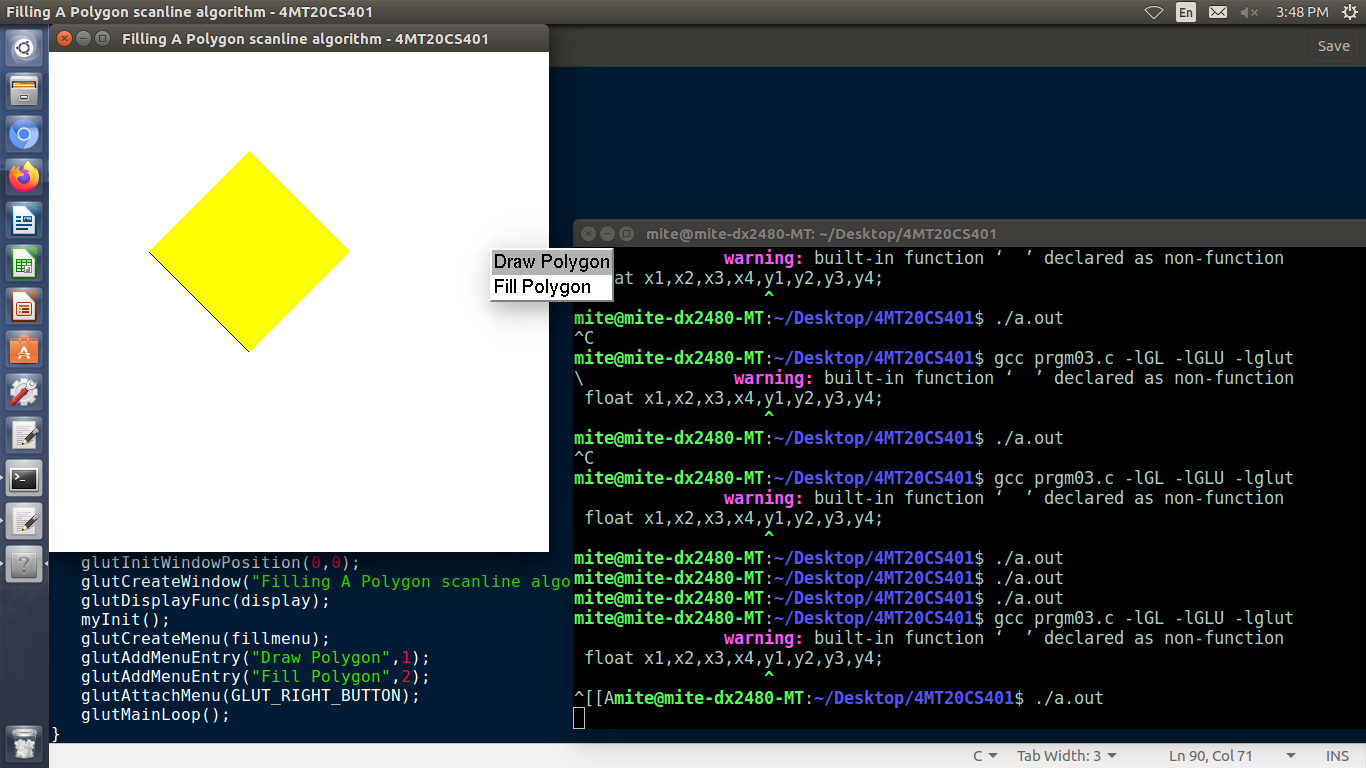 Filling A Polygon scanline algorithm - 4MT20CS401
En
3:48 PM
Filling A Polygon scanline algorithm - 4MT20CS401
Save
Draw Polygon
Fill Polygon
mite@mite-dx2480-MT: ~/Desktop/4MT20CS401
warning: built-in function ‘  ’ declared as non-function
at x1,x2,x3,x4,y1,y2,y3,y4;
^
mite@mite-dx2480-MT:~/Desktop/4MT20CS401$ ./a.out
^C
mite@mite-dx2480-MT:~/Desktop/4MT20CS401$ gcc prgm03.c -lGL -lGLU -lglut
\ warning: built-in function ‘  ’ declared as non-function
float x1,x2,x3,x4,y1,y2,y3,y4;
^
mite@mite-dx2480-MT:~/Desktop/4MT20CS401$ ./a.out
^C
mite@mite-dx2480-MT:~/Desktop/4MT20CS401$ gcc prgm03.c -lGL -lGLU -lglut
warning: built-in function ‘  ’ declared as non-function
float x1,x2,x3,x4,y1,y2,y3,y4;
^
mite@mite-dx2480-MT:~/Desktop/4MT20CS401$ ./a.out
mite@mite-dx2480-MT:~/Desktop/4MT20CS401$ ./a.out
mite@mite-dx2480-MT:~/Desktop/4MT20CS401$ ./a.out
mite@mite-dx2480-MT:~/Desktop/4MT20CS401$ gcc prgm03.c -lGL -lGLU -lglut
warning: built-in function ‘  ’ declared as non-function
float x1,x2,x3,x4,y1,y2,y3,y4;
^
^[[Amite@mite-dx2480-MT:~/Desktop/4MT20CS401$ ./a.out
glutInitWindowPosition(0,0);
glutCreateWindow("Filling A Polygon scanline algo
glutDisplayFunc(display);
myInit();
glutCreateMenu(fillmenu);
glutAddMenuEntry("Draw Polygon",1);
glutAddMenuEntry("Fill Polygon",2);
glutAttachMenu(GLUT_RIGHT_BUTTON);
glutMainLoop();
}
C
Tab Width: 3
Ln 90, Col 71
INS